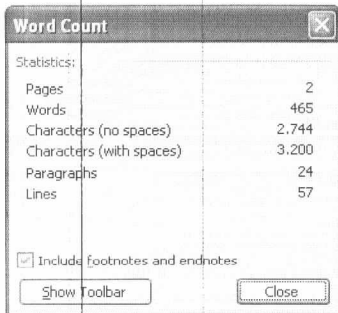 Word Count
Statistics:
Pages 2
Words 465
Characters (no spaces) 2.744
Characters (with spaces) 3.200
Paragraphs 24
Lines 57
Include footnotes and endnotes
Show Toolbar
Close